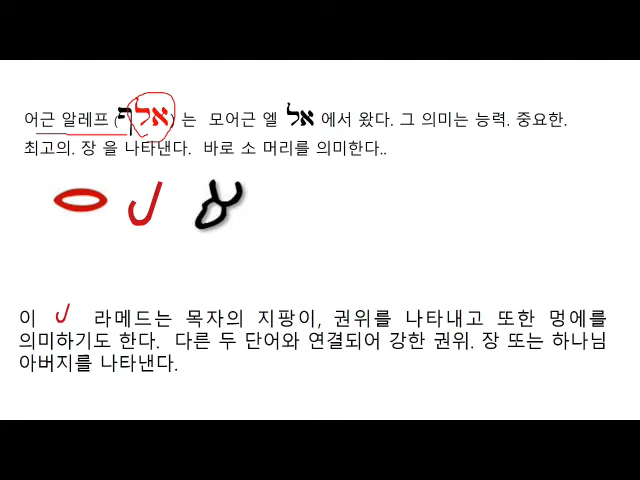 어근 알레프 (אלף) 는 모어근 엘 אל 에서 왔다. 그 의미는 능력. 중요한.
최고의. 장 을 나타낸다. 바로 소 머리를 의미한다..
이 라메드는 목자의 지팡이, 권위를 나타내고 또한 멍에를
의미하기도 한다. 다른 두 단어와 연결되어 강한 권위. 장 또는 하나님
아버지를 나타낸다.